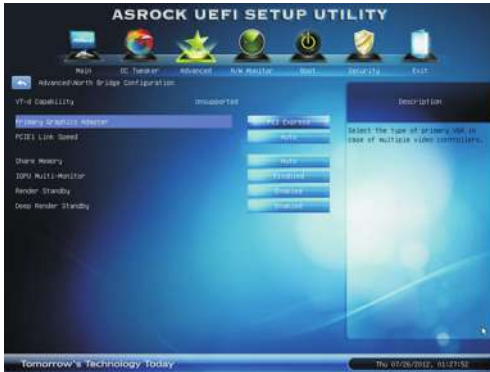 ASROCK UEFI SETUP UTILITY
Main OC Tweaker Advanced H/W Monitor Boot Security Exit
Advanced\North Bridge Configuration
VT-d Capability Unsupported
Description
Primary Graphics Adapter PCI Express
PCIE1 Link Speed Auto
Select the type of primary VGA in
case of multiple video controllers.
Share Memory Auto
IGPU Multi-Monitor Disabled
Render Standby Enabled
Deep Render Standby Enabled
Tomorrow's Technology Today
Thu 07/26/2012, 01:27:52